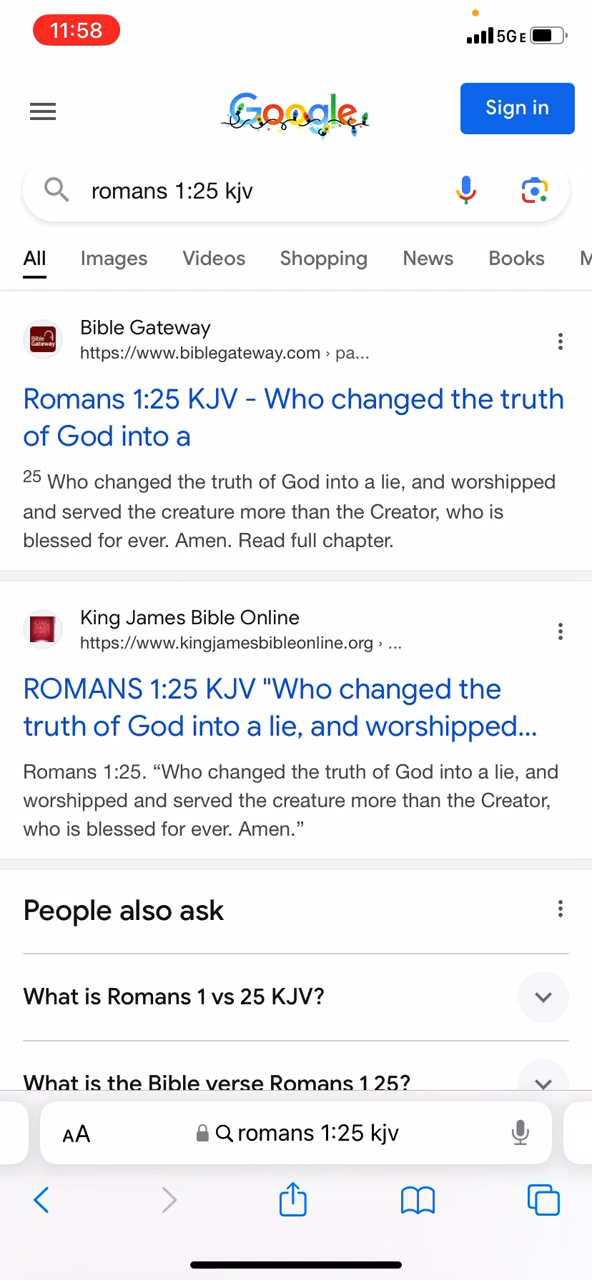 11:58
5GE
Google
Sign in
romans 1:25 kjv
All Images Videos Shopping News Books M
Bible Gateway
https://www.biblegateway.com › pa...
Romans 1:25 KJV - Who changed the truth
of God into a
25 Who changed the truth of God into a lie, and worshipped
and served the creature more than the Creator, who is
blessed for ever. Amen. Read full chapter.
King James Bible Online
https://www.kingjamesbibleonline.org › ...
ROMANS 1:25 KJV "Who changed the
truth of God into a lie, and worshipped...
Romans 1:25. “Who changed the truth of God into a lie, and
worshipped and served the creature more than the Creator,
who is blessed for ever. Amen.”
People also ask
What is Romans 1 vs 25 KJV?
What is the Bible verse Romans 1 25?
AA romans 1:25 kjv